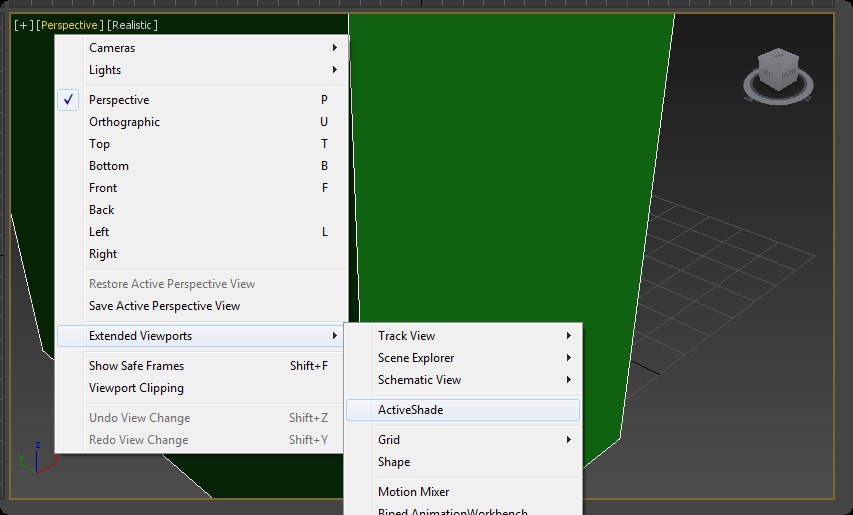 [+] [Perspective] [Realistic]
Cameras
Lights
Perspective P
Orthographic U
Top T
Bottom B
Front F
Back
Left L
Right
Restore Active Perspective View
Save Active Perspective View
Extended Viewports
Show Safe Frames Shift+F
Viewport Clipping
Undo View Change Shift+Z
Redo View Change Shift+Y
Track View
Scene Explorer
Schematic View
ActiveShade
Grid
Shape
Motion Mixer
Biped AnimationWorkbench
z
y
x